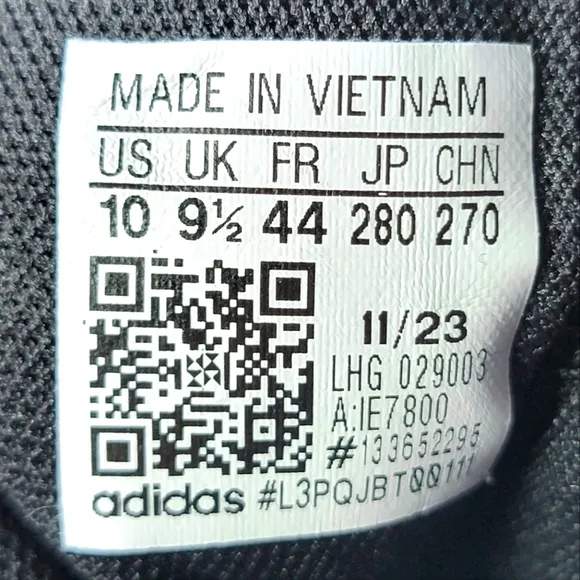 MADE IN VIETNAM
US UK FR JP CHN
10 9½ 44 280 270
11/23
LHG 029003
A:IE7800
#133652295
adidas #L3PQJBT00111